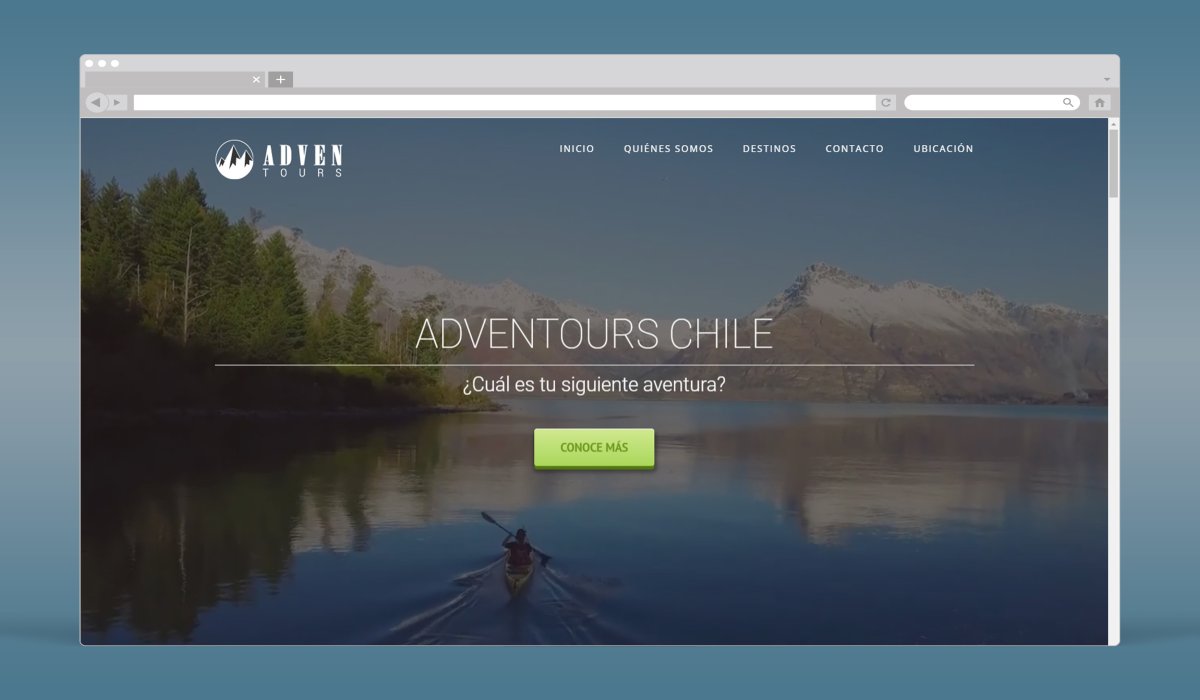 ADVEN
TOURS
INICIO QUIÉNES SOMOS DESTINOS CONTACTO UBICACIÓN
ADVENTOURS CHILE
¿Cuál es tu siguiente aventura?
CONOCE MÁS